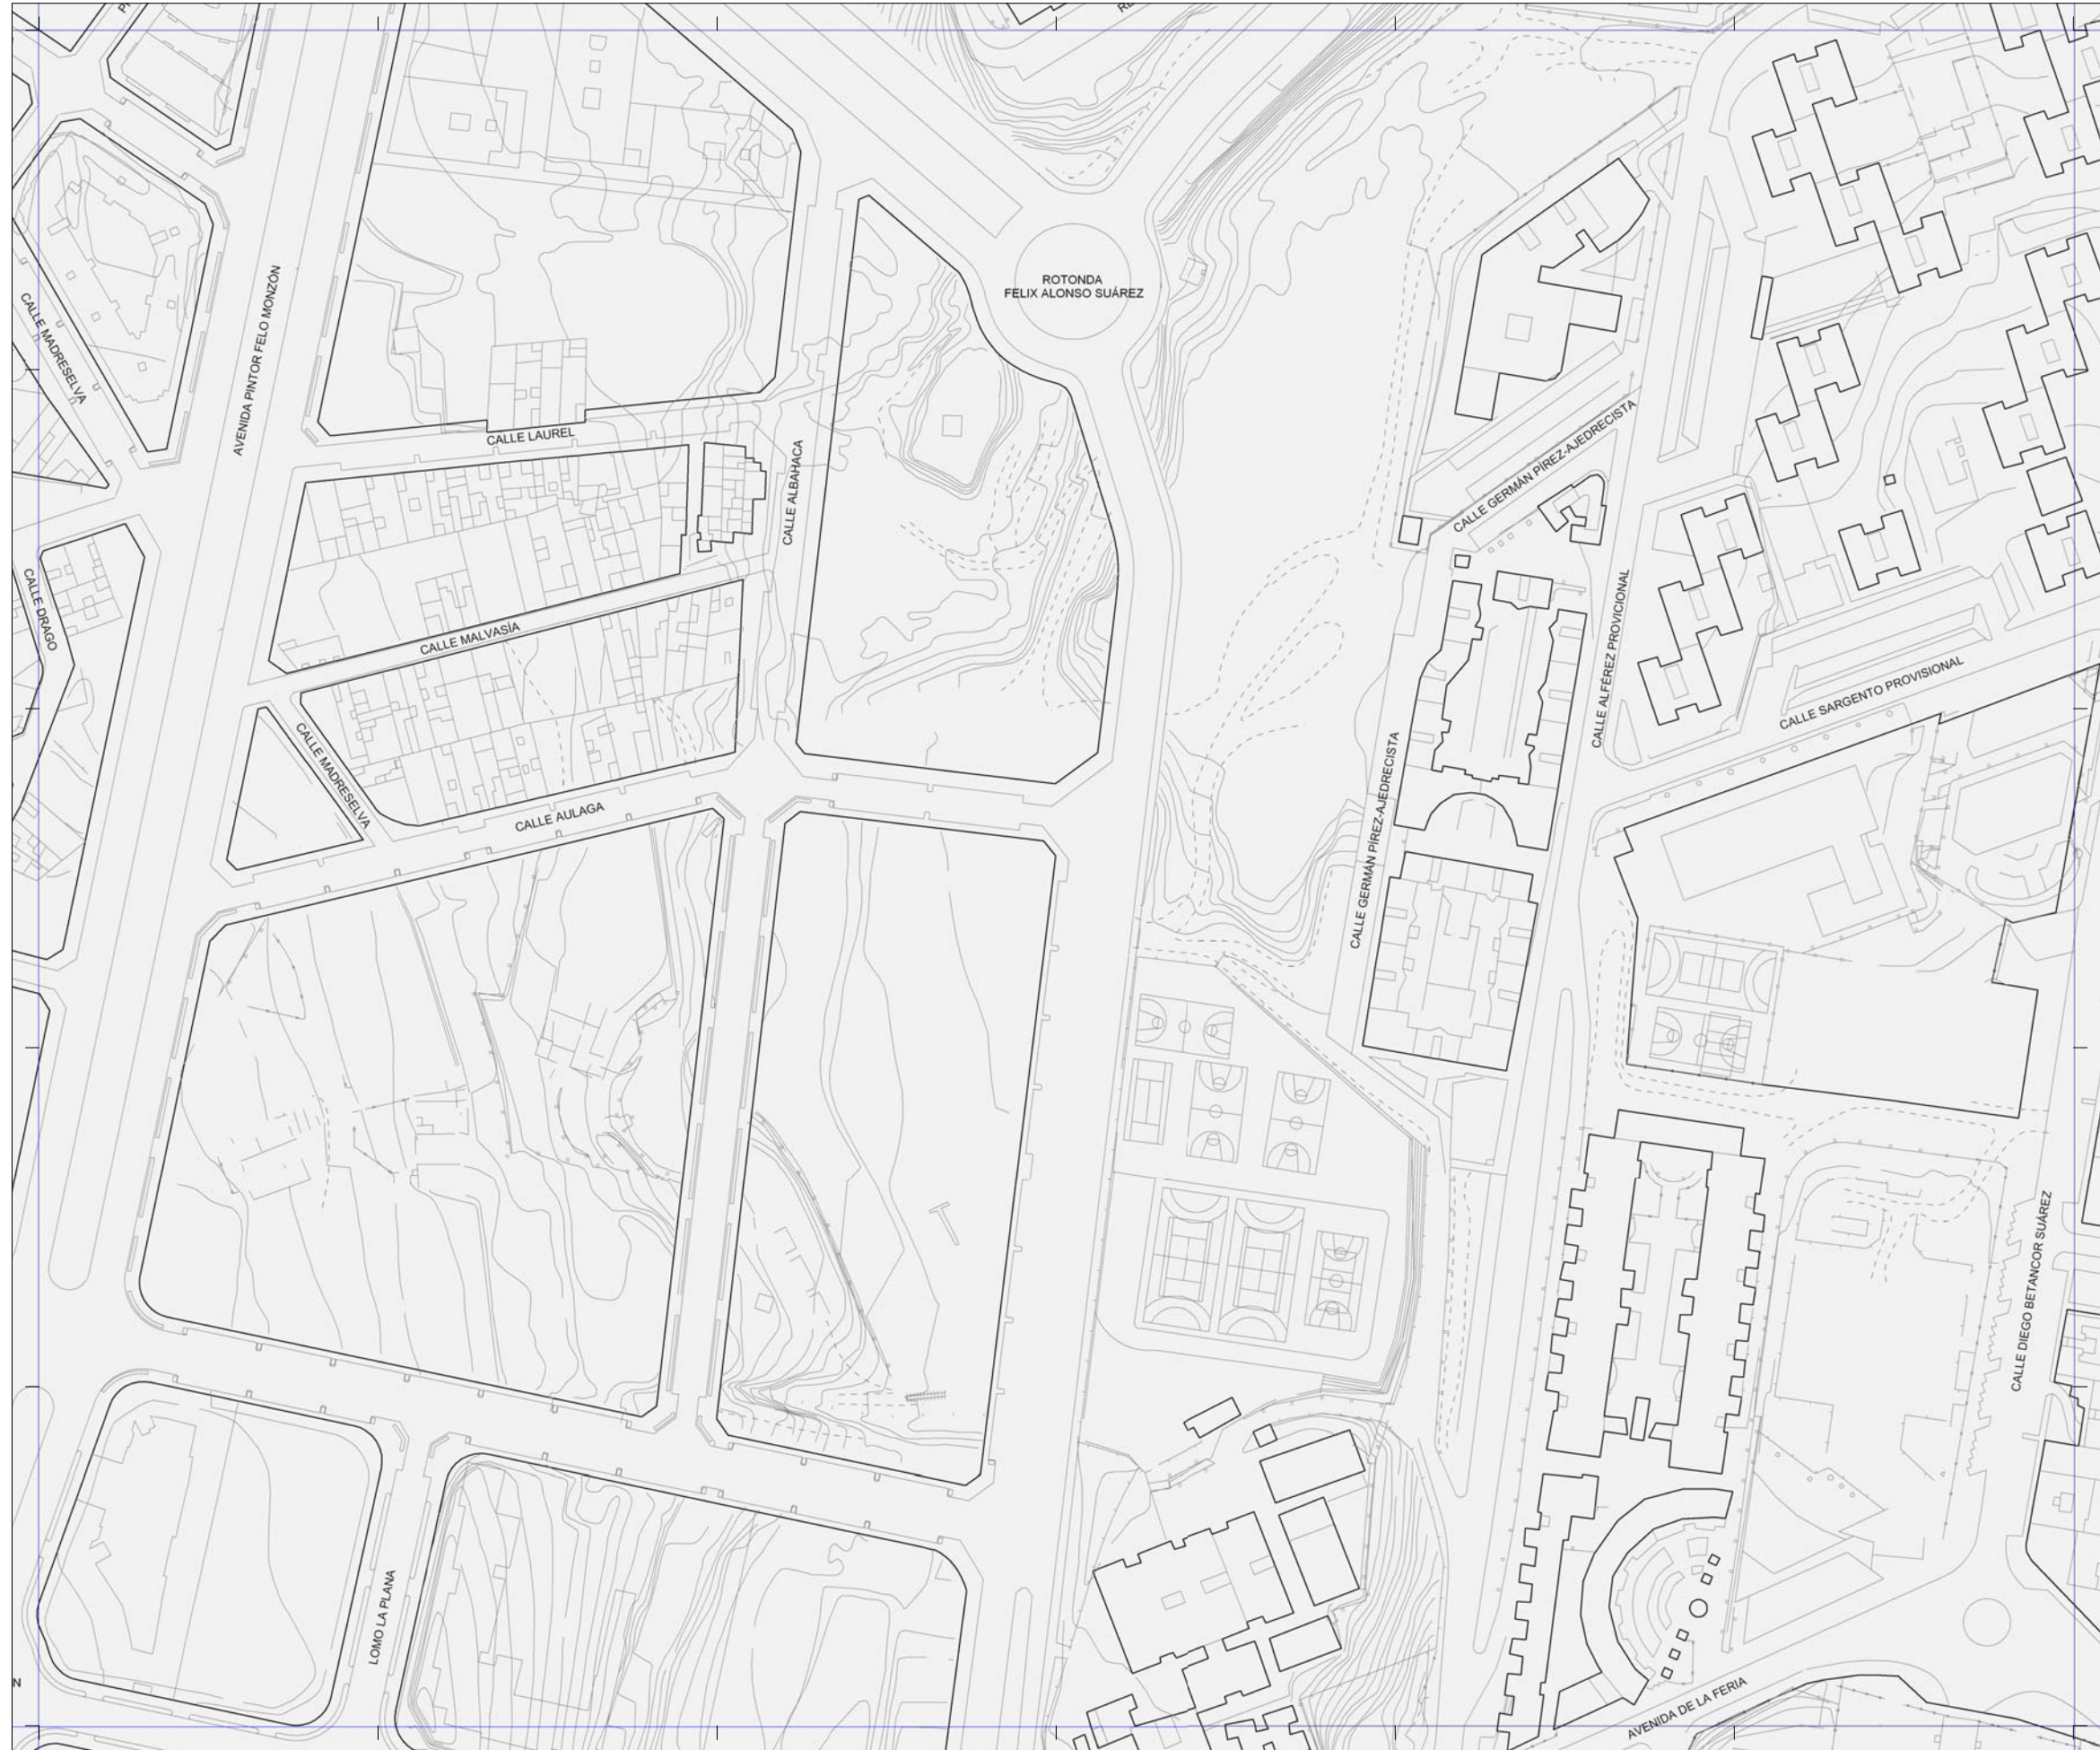 ROTONDA
FELIX ALONSO SUÁREZ
CALLE MADRESELVA
AVENIDA PINTOR FELO MONZÓN
CALLE LAUREL
CALLE ALBAHACA
CALLE GERMÁN PÍREZ-AJEDRECISTA
CALLE DRAGO
CALLE MALVASÍA
CALLE ALFÉREZ PROVICIONAL
CALLE SARGENTO PROVISIONAL
CALLE MADRESELVA
CALLE AULAGA
CALLE GERMÁN PÍREZ-AJEDRECISTA
CALLE DIEGO BETANCOR SUÁREZ
LOMO LA PLANA
N
AVENIDA DE LA FERIA